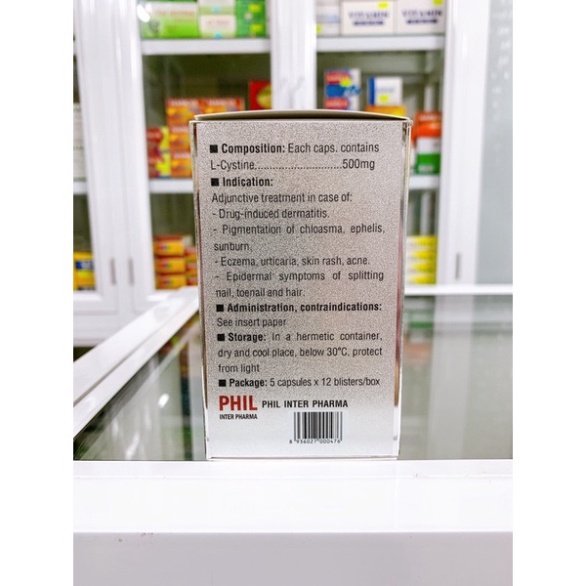 ■ Composition: Each caps. contains
L-Cystine..............................500mg
■ Indication:
Adjunctive treatment in case of:
- Drug-induced dermatitis.
- Pigmentation of chloasma, ephelis,
sunburn.
- Eczema, urticaria, skin rash, acne.
- Epidermal symptoms of splitting
nail, toenail and hair.
■ Administration, contraindications:
See insert paper
■ Storage: In a hermetic container,
dry and cool place, below 30°C, protect
from light
■ Package: 5 capsules x 12 blisters/box
PHIL PHIL INTER PHARMA
INTER PHARMA
8 936027 000476